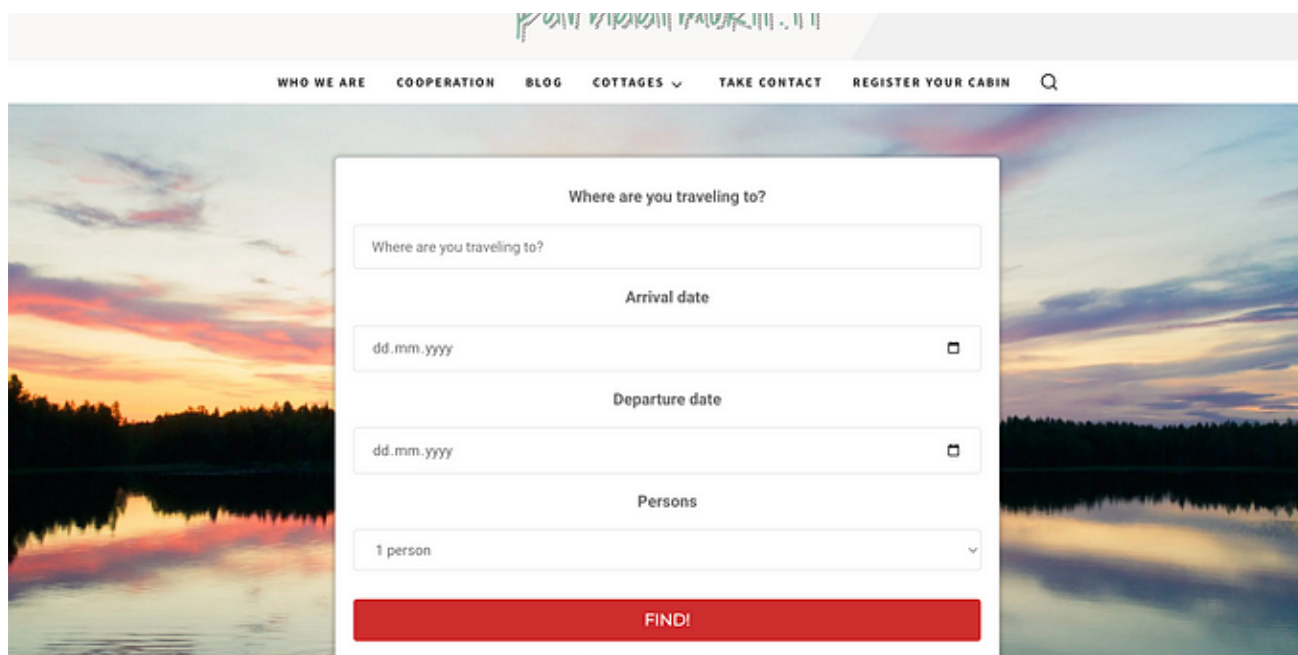 WHO WE ARE COOPERATION BLOG COTTAGES TAKE CONTACT REGISTER YOUR CABIN
Where are you traveling to?
Where are you traveling to?
Arrival date
dd.mm.yyyy
Departure date
dd.mm.yyyy
Persons
1 person
FIND!